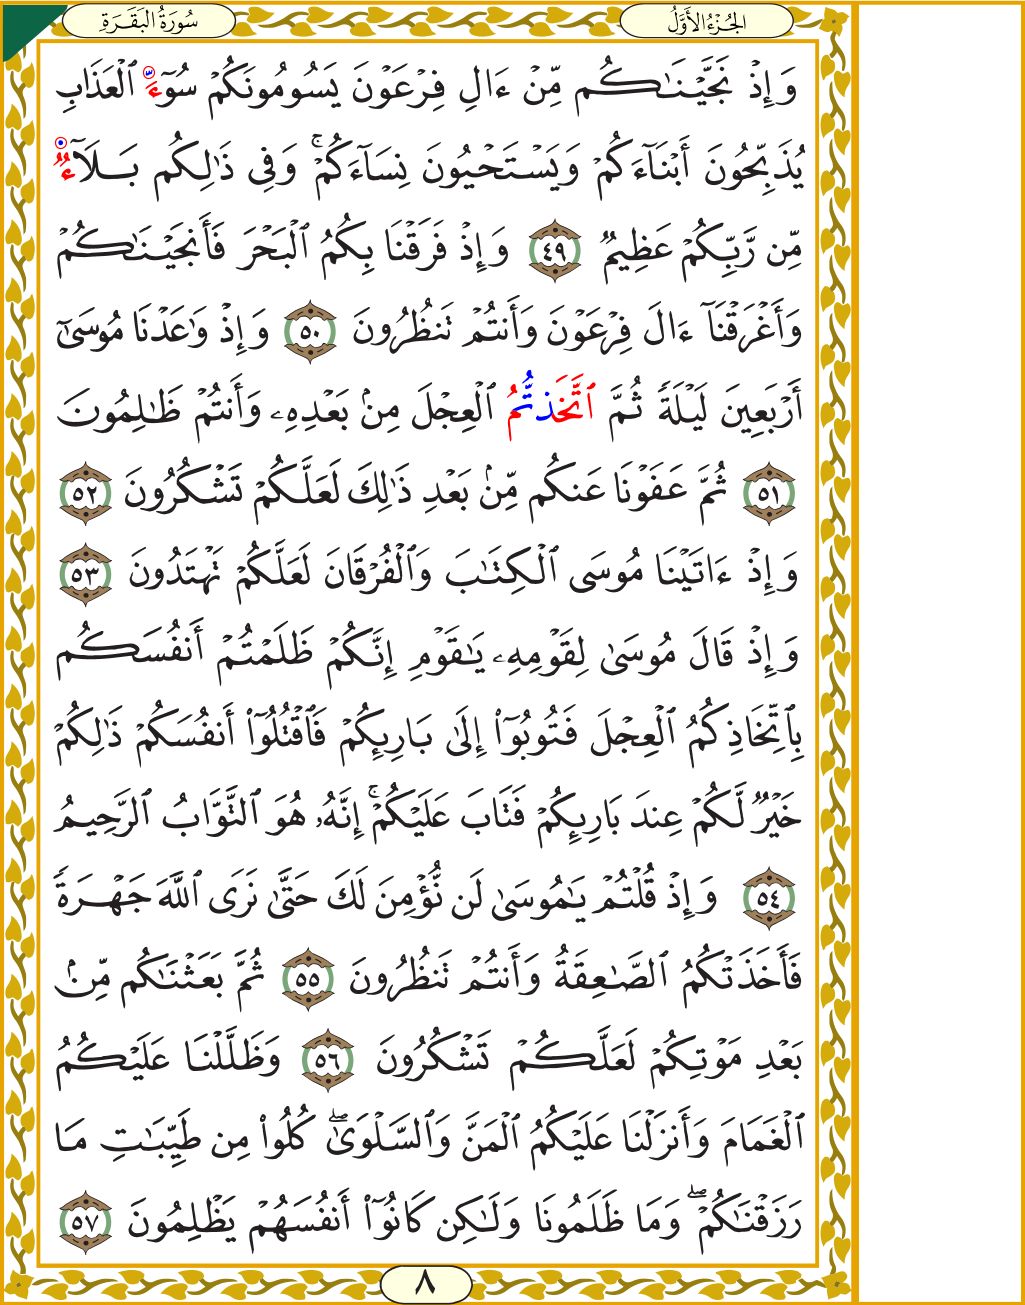 الجُزْءُ الأَوَّلُ
سُورَةُ البَقَرَةِ
وَإِذْ نَجَّيْنَٰكُم مِّنْ ءَالِ فِرْعَوْنَ يَسُومُونَكُمْ سُوٓءَ ٱلْعَذَابِ
يُذَبِّحُونَ أَبْنَآءَكُمْ وَيَسْتَحْيُونَ نِسَآءَكُمْ ۚ وَفِى ذَٰلِكُم بَلَآءٌ
مِّن رَّبِّكُمْ عَظِيمٌ ٤٩ وَإِذْ فَرَقْنَا بِكُمُ ٱلْبَحْرَ فَأَنجَيْنَٰكُمْ
وَأَغْرَقْنَآ ءَالَ فِرْعَوْنَ وَأَنتُمْ تَنظُرُونَ ٥٠ وَإِذْ وَٰعَدْنَا مُوسَىٰٓ
أَرْبَعِينَ لَيْلَةً ثُمَّ ٱتَّخَذتُّمُ ٱلْعِجْلَ مِنۢ بَعْدِهِۦ وَأَنتُمْ ظَٰلِمُونَ
٥١ ثُمَّ عَفَوْنَا عَنكُم مِّنۢ بَعْدِ ذَٰلِكَ لَعَلَّكُمْ تَشْكُرُونَ ٥٢
وَإِذْ ءَاتَيْنَا مُوسَى ٱلْكِتَٰبَ وَٱلْفُرْقَانَ لَعَلَّكُمْ تَهْتَدُونَ ٥٣
وَإِذْ قَالَ مُوسَىٰ لِقَوْمِهِۦ يَٰقَوْمِ إِنَّكُمْ ظَلَمْتُمْ أَنفُسَكُم
بِٱتِّخَاذِكُمُ ٱلْعِجْلَ فَتُوبُوٓا۟ إِلَىٰ بَارِئِكُمْ فَٱقْتُلُوٓا۟ أَنفُسَكُمْ ذَٰلِكُمْ
خَيْرٌ لَّكُمْ عِندَ بَارِئِكُمْ فَتَابَ عَلَيْكُمْ ۚ إِنَّهُۥ هُوَ ٱلتَّوَّابُ ٱلرَّحِيمُ
٥٤ وَإِذْ قُلْتُمْ يَٰمُوسَىٰ لَن نُّؤْمِنَ لَكَ حَتَّىٰ نَرَى ٱللَّهَ جَهْرَةً
فَأَخَذَتْكُمُ ٱلصَّٰعِقَةُ وَأَنتُمْ تَنظُرُونَ ٥٥ ثُمَّ بَعَثْنَٰكُم مِّنۢ
بَعْدِ مَوْتِكُمْ لَعَلَّكُمْ تَشْكُرُونَ ٥٦ وَظَلَّلْنَا عَلَيْكُمُ
ٱلْغَمَامَ وَأَنزَلْنَا عَلَيْكُمُ ٱلْمَنَّ وَٱلسَّلْوَىٰ ۖ كُلُوا۟ مِن طَيِّبَٰتِ مَا
رَزَقْنَٰكُمْ ۖ وَمَا ظَلَمُونَا وَلَٰكِن كَانُوٓا۟ أَنفُسَهُمْ يَظْلِمُونَ ٥٧
٨